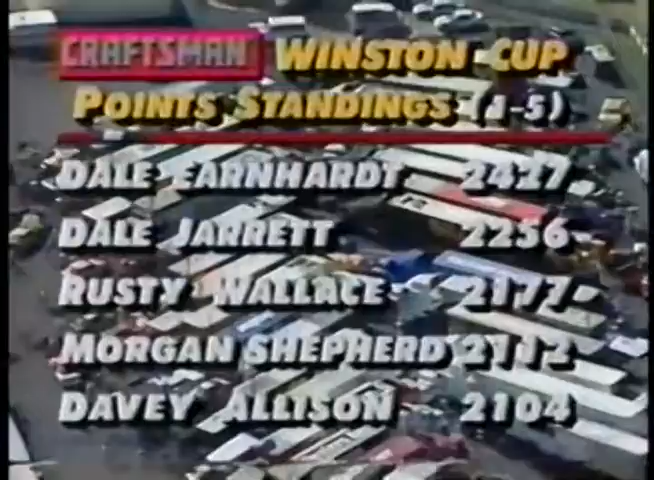 CRAFTSMAN WINSTON CUP
POINTS STANDINGS (1-5)
DALE EARNHARDT 2427
DALE JARRETT 2256
RUSTY WALLACE 2177
MORGAN SHEPHERD 2112
DAVEY ALLISON 2104